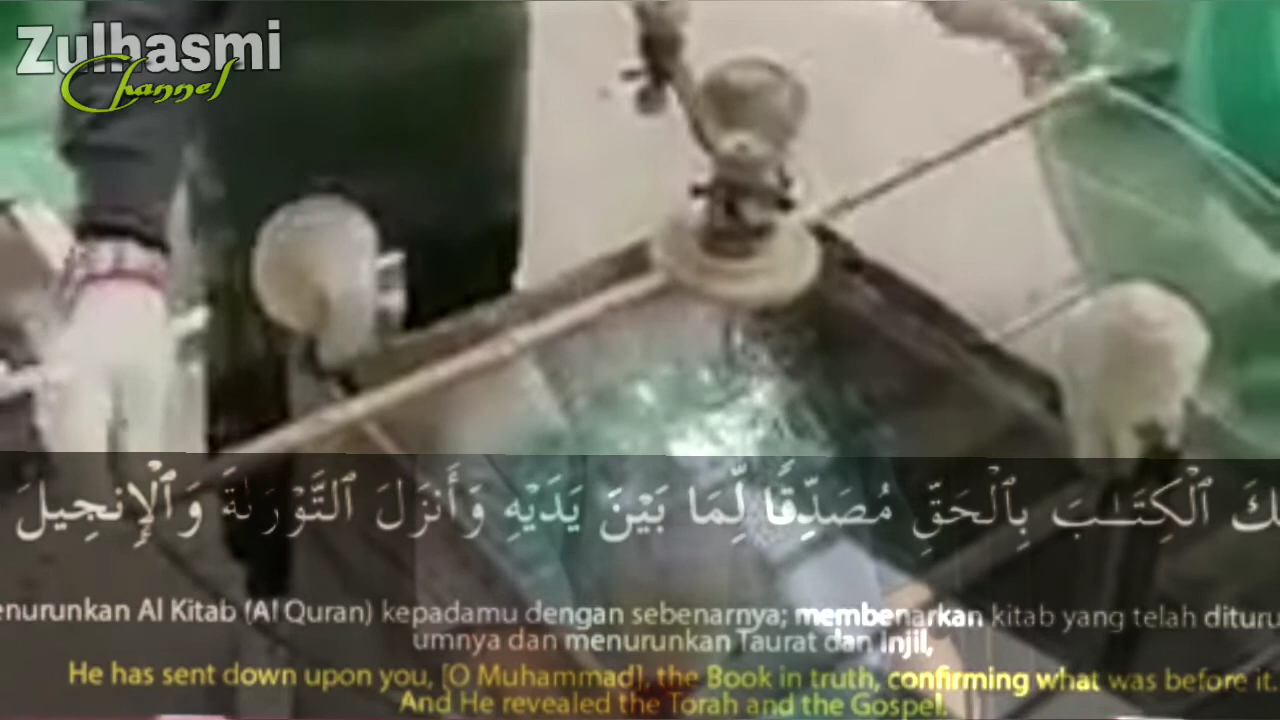 Zulhasmi
Channel
ٱلْكِتَـٰبَ بِٱلْحَقِّ مُصَدِّقًا لِّمَا بَيْنَ يَدَيْهِ وَأَنزَلَ ٱلتَّوْرَىٰةَ وَٱلْإِنجِيلَ
enurunkan Al Kitab (Al Quran) kepadamu dengan sebenarnya; membenarkan kitab yang telah dituru
umnya dan menurunkan Taurat dan Injil,
He has sent down upon you, [O Muhammad], the Book in truth, confirming what was before it.
And He revealed the Torah and the Gospel.